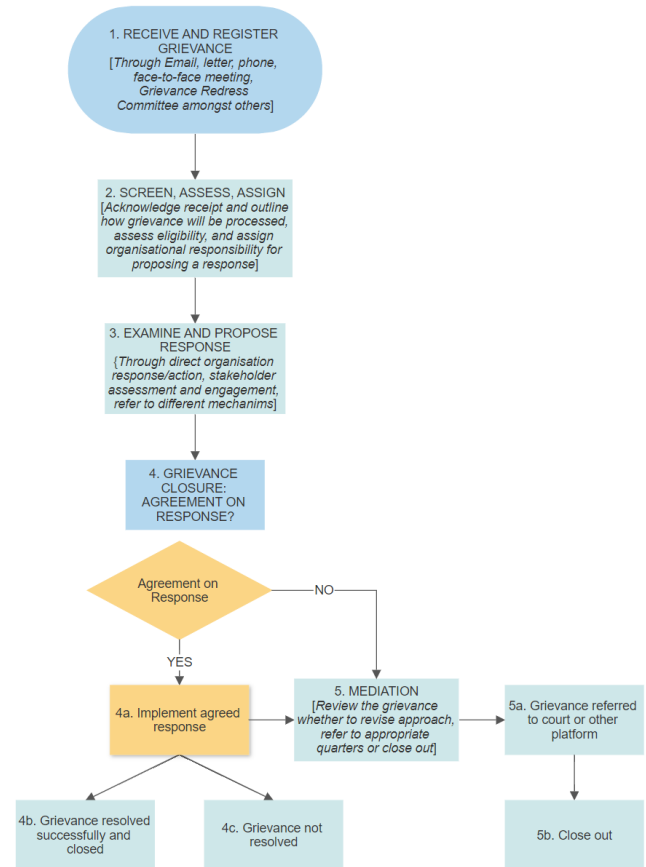 1. RECEIVE AND REGISTER
GRIEVANCE
[Through Email, letter, phone,
face-to-face meeting,
Grievance Redress
Committee amongst others]
2. SCREEN, ASSESS, ASSIGN
[Acknowledge receipt and outline
how grievance will be processed,
assess eligibility, and assign
organisational responsibility for
proposing a response]
3. EXAMINE AND PROPOSE
RESPONSE
{Through direct organisation
response/action, stakeholder
assessment and engagement,
refer to different mechanims]
4. GRIEVANCE
CLOSURE:
AGREEMENT ON
RESPONSE?
Agreement on
Response
NO
YES
4a. Implement agreed
response
5. MEDIATION
[Review the grievance
whether to revise approach,
refer to appropriate
quarters or close out]
5a. Grievance referred
to court or other
platform
4b. Grievance resolved
successfully and
closed
4c. Grievance not
resolved
5b. Close out